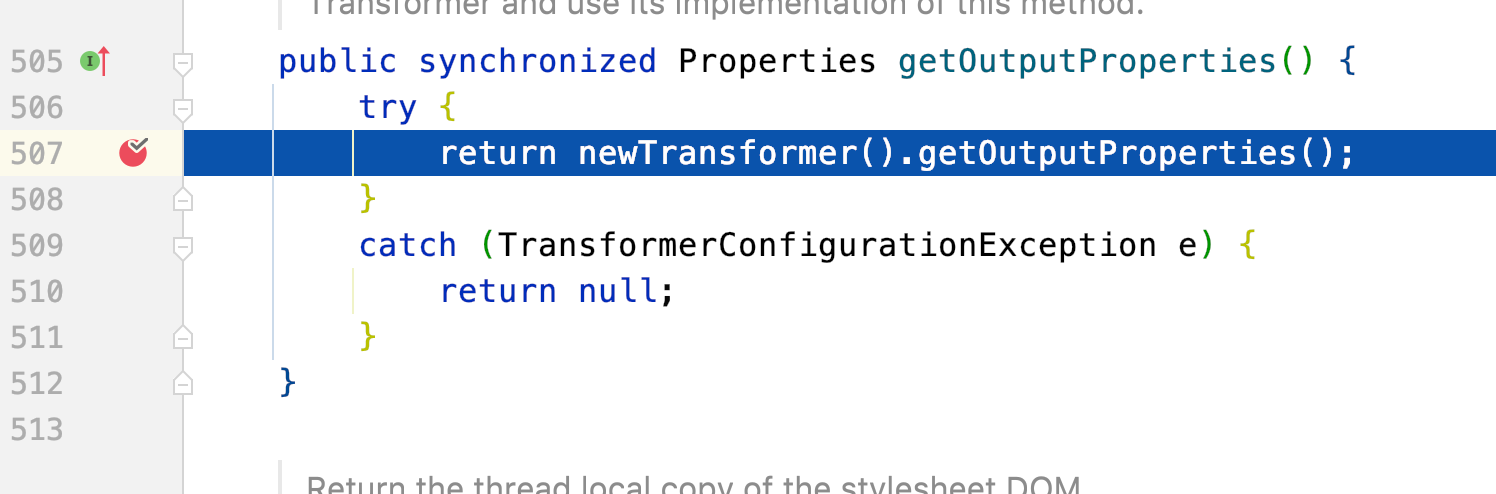 Transformer and use its implementation of this method.
505 I public synchronized Properties getOutputProperties() {
506 try {
507 return newTransformer().getOutputProperties();
508 }
509 catch (TransformerConfigurationException e) {
510 return null;
511 }
512 }
513
Return the thread local copy of the stylesheet DOM